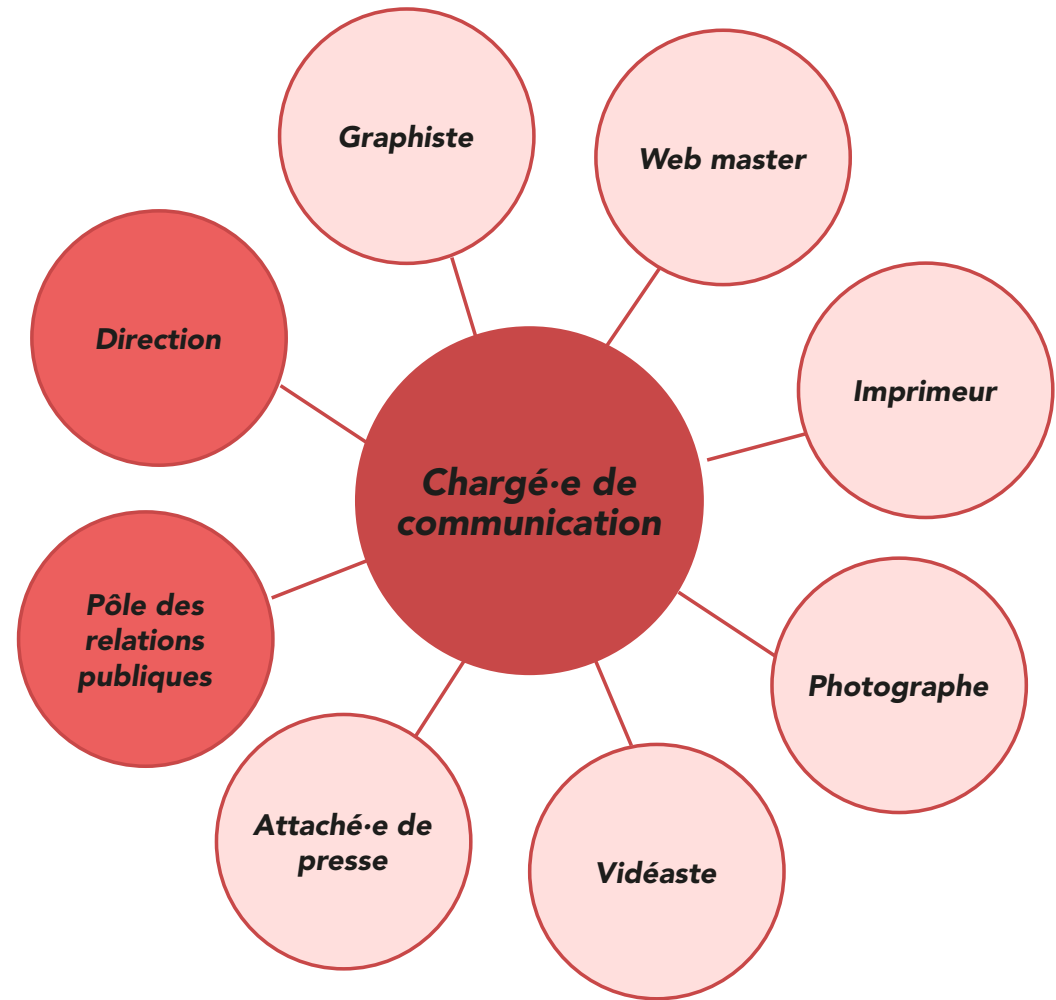 Graphiste
Web master
Direction
Imprimeur
Chargé·e de
communication
Pôle des
relations
publiques
Photographe
Attaché·e de
presse
Vidéaste